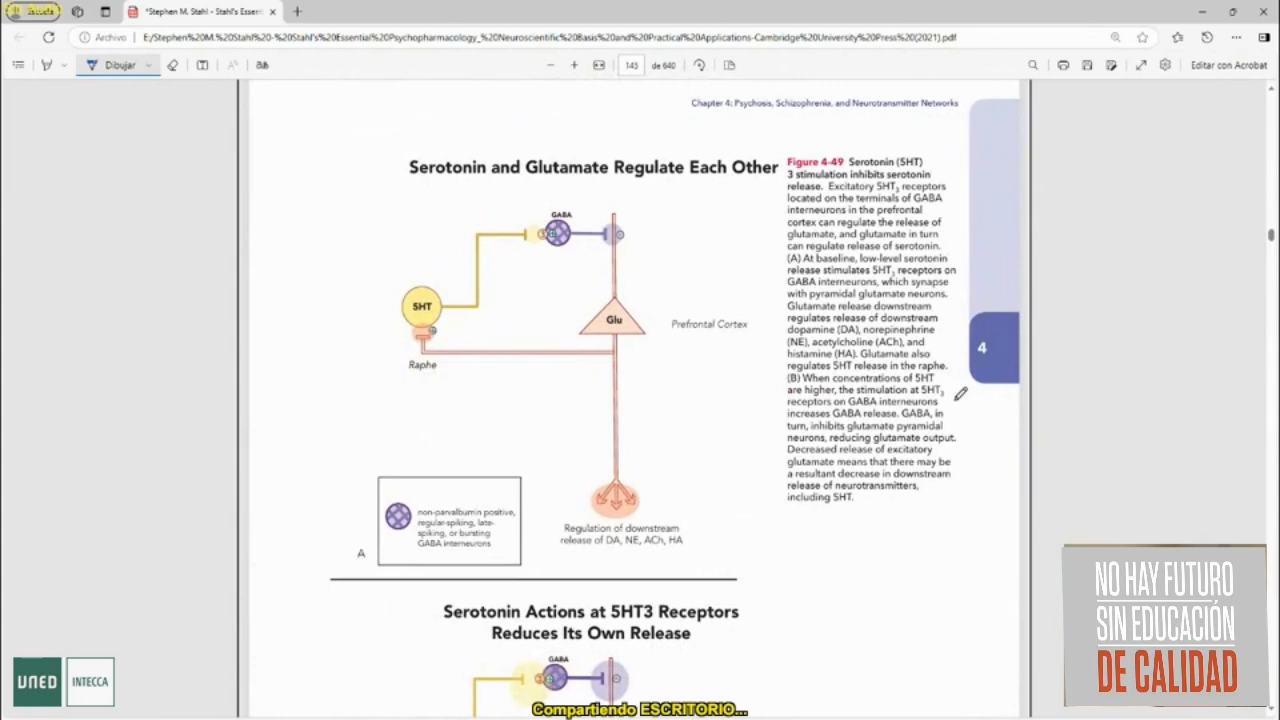 Escuela
*Stephen M. Stahl - Stahl's Essen
Archivo
E:/Stephen%20M.%20Stahl%20-%20Stahl's%20Essential%20Psychopharmacology_%20Neuroscientific%20Basis%20and%20Practical%20Applications-Cambridge%20University%20Press%20(2021).pdf
Dibujar
145
de 640
Editar con Acrobat
Chapter 4: Psychosis, Schizophrenia, and Neurotransmitter Networks
Serotonin and Glutamate Regulate Each Other
GABA
5HT
Glu
Prefrontal Cortex
Raphe
non-parvalbumin positive,
regular-spiking, late-
spiking, or bursting
GABA interneurons
A
Regulation of downstream
release of DA, NE, ACh, HA
Figure 4-49 Serotonin (5HT)
3 stimulation inhibits serotonin
release. Excitatory 5HT3 receptors
located on the terminals of GABA
interneurons in the prefrontal
cortex can regulate the release of
glutamate, and glutamate in turn
can regulate release of serotonin.
(A) At baseline, low-level serotonin
release stimulates 5HT3 receptors on
GABA interneurons, which synapse
with pyramidal glutamate neurons.
Glutamate release downstream
regulates release of downstream
dopamine (DA), norepinephrine
(NE), acetylcholine (ACh), and
histamine (HA). Glutamate also
regulates 5HT release in the raphe.
(B) When concentrations of 5HT
are higher, the stimulation at 5HT3
receptors on GABA interneurons
increases GABA release. GABA, in
turn, inhibits glutamate pyramidal
neurons, reducing glutamate output.
Decreased release of excitatory
glutamate means that there may be
a resultant decrease in downstream
release of neurotransmitters,
including 5HT.
4
Serotonin Actions at 5HT3 Receptors
Reduces Its Own Release
GABA
UNED
INTECCA
Compartiendo ESCRITORIO...
NO HAY FUTURO
SIN EDUCACIÓN
DE CALIDAD